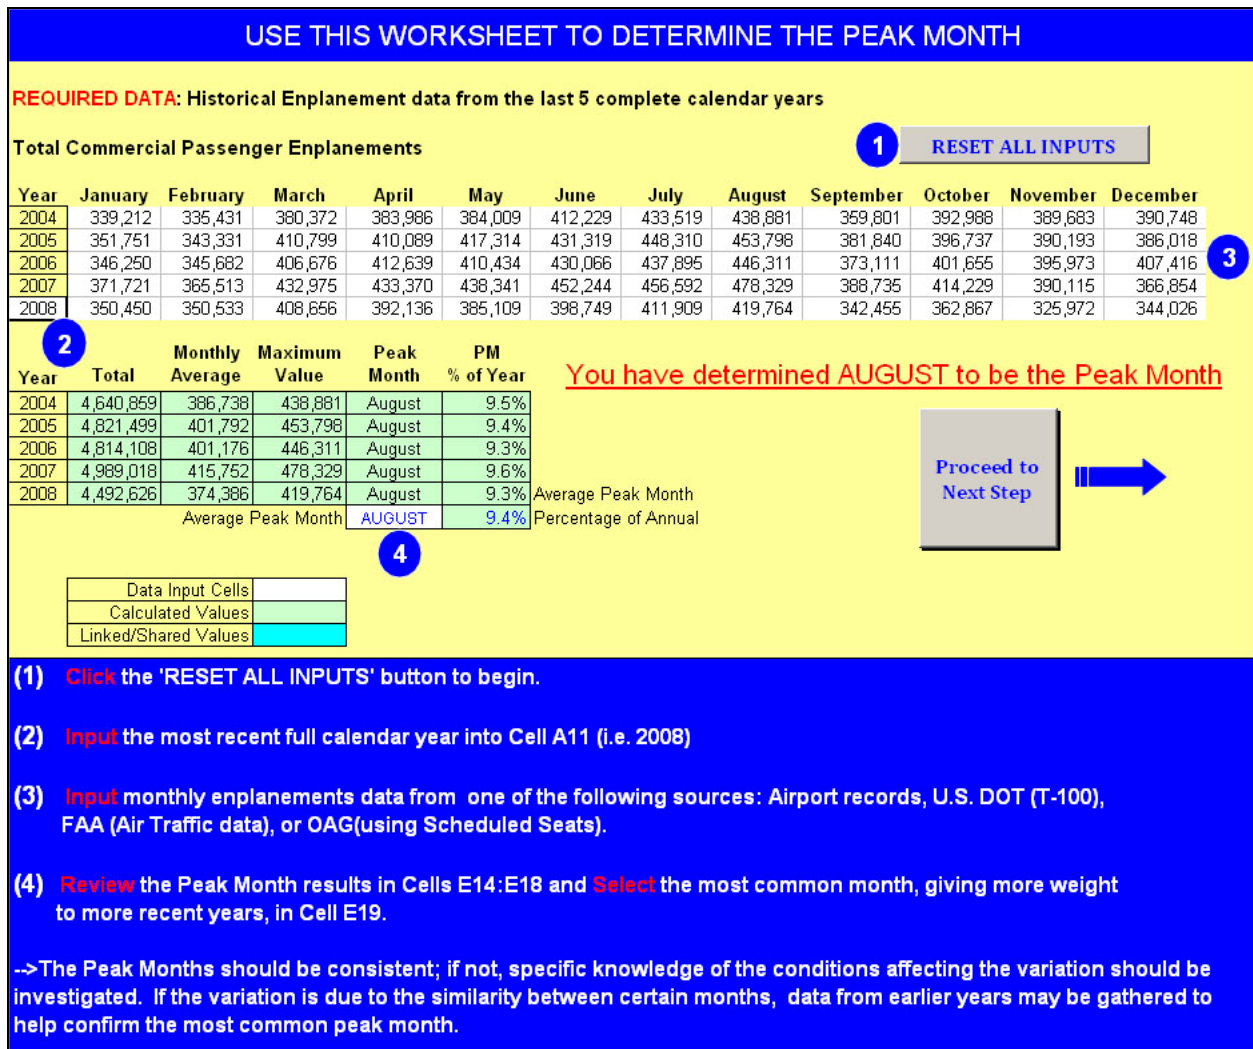 USE THIS WORKSHEET TO DETERMINE THE PEAK MONTH
REQUIRED DATA: Historical Enplanement data from the last 5 complete calendar years
Total Commercial Passenger Enplanements
1
RESET ALL INPUTS
Year January February March April May June July August September October November December
2004 339,212 335,431 380,372 383,986 384,009 412,229 433,519 438,881 359,801 392,988 389,683 390,748
2005 351,751 343,331 410,799 410,089 417,314 431,319 448,310 453,798 381,840 396,737 390,193 386,018
2006 346,250 345,682 406,676 412,639 410,434 430,066 437,895 446,311 373,111 401,655 395,973 407,416
2007 371,721 365,513 432,975 433,370 438,341 452,244 456,592 478,329 388,735 414,229 390,115 366,854
2008 350,450 350,533 408,656 392,136 385,109 398,749 411,909 419,764 342,455 362,867 325,972 344,026
3
2
Monthly Maximum Peak PM
Year Total Average Value Month % of Year
You have determined AUGUST to be the Peak Month
2004 4,640,859 386,738 438,881 August 9.5%
2005 4,821,499 401,792 453,798 August 9.4%
2006 4,814,108 401,176 446,311 August 9.3%
2007 4,989,018 415,752 478,329 August 9.6%
2008 4,492,626 374,386 419,764 August 9.3% Average Peak Month
Average Peak Month AUGUST 9.4% Percentage of Annual
Proceed to
Next Step
4
Data Input Cells
Calculated Values
Linked/Shared Values
(1) Click the 'RESET ALL INPUTS' button to begin.
(2) Input the most recent full calendar year into Cell A11 (i.e. 2008)
(3) Input monthly enplanements data from one of the following sources: Airport records, U.S. DOT (T-100),
FAA (Air Traffic data), or OAG(using Scheduled Seats).
(4) Review the Peak Month results in Cells E14:E18 and Select the most common month, giving more weight
to more recent years, in Cell E19.
-->The Peak Months should be consistent; if not, specific knowledge of the conditions affecting the variation should be
investigated. If the variation is due to the similarity between certain months, data from earlier years may be gathered to
help confirm the most common peak month.